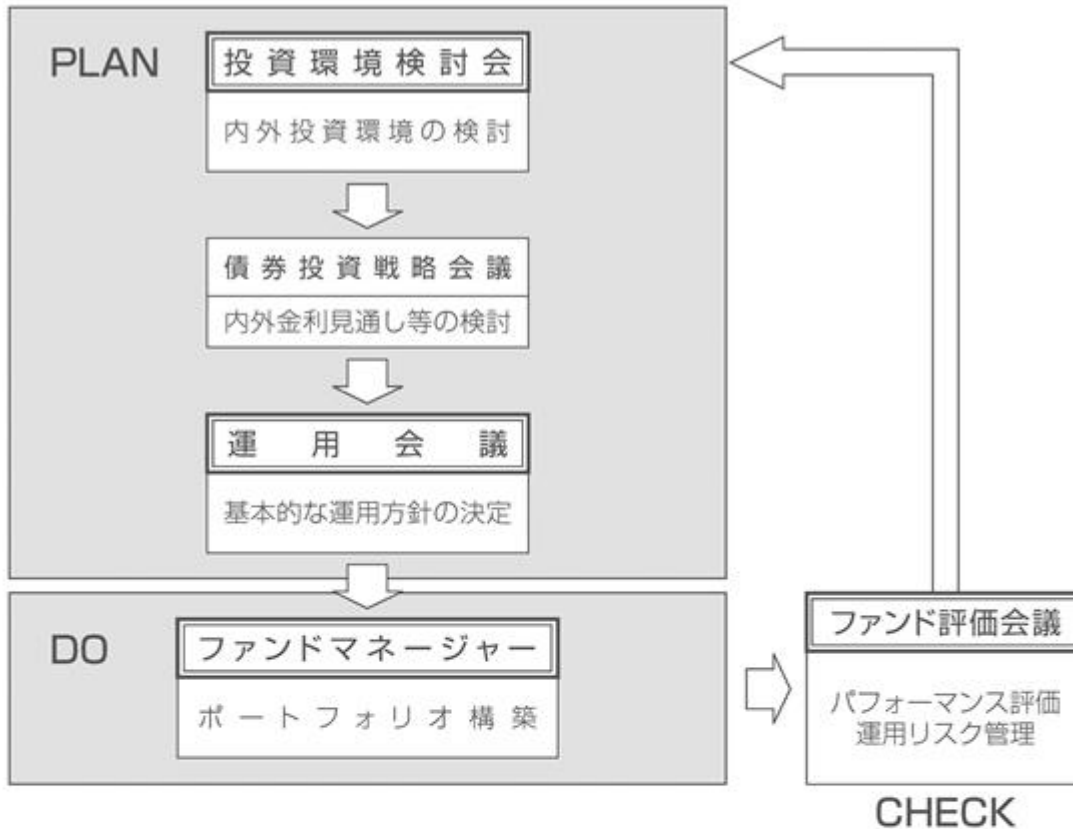 PLAN
投資環境検討会
内外投資環境の検討
債券投資戦略会議
内外金利見通し等の検討
運用会議
基本的な運用方針の決定
DO
ファンドマネージャー
ポートフォリオ構築
ファンド評価会議
パフォーマンス評価
運用リスク管理
CHECK